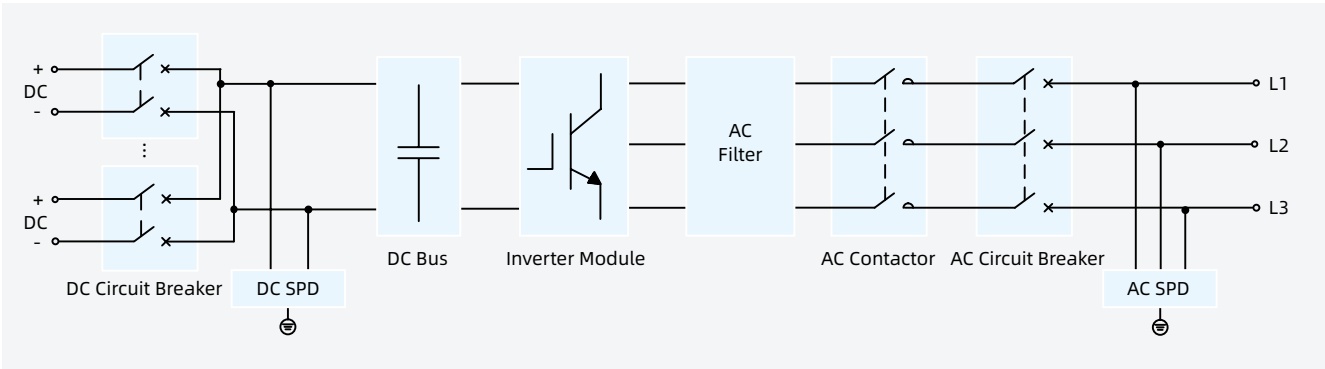 +
DC
-
⋮
+
DC
-
DC Circuit Breaker
DC SPD
DC Bus
Inverter Module
AC
Filter
AC Contactor
AC Circuit Breaker
AC SPD
L1
L2
L3